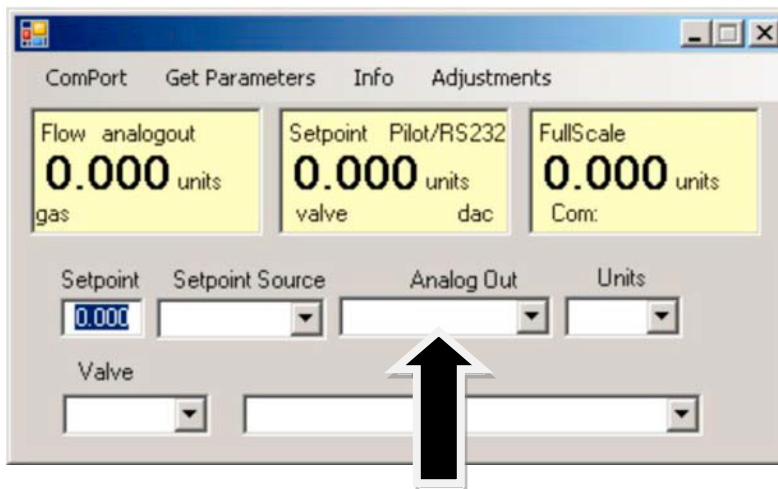 ComPort Get Parameters Info Adjustments
Flow analogout
0.000 units
gas
Setpoint Pilot/RS232
0.000 units
valve dac
FullScale
0.000 units
Com:
Setpoint Setpoint Source Analog Out Units
0.000
Valve